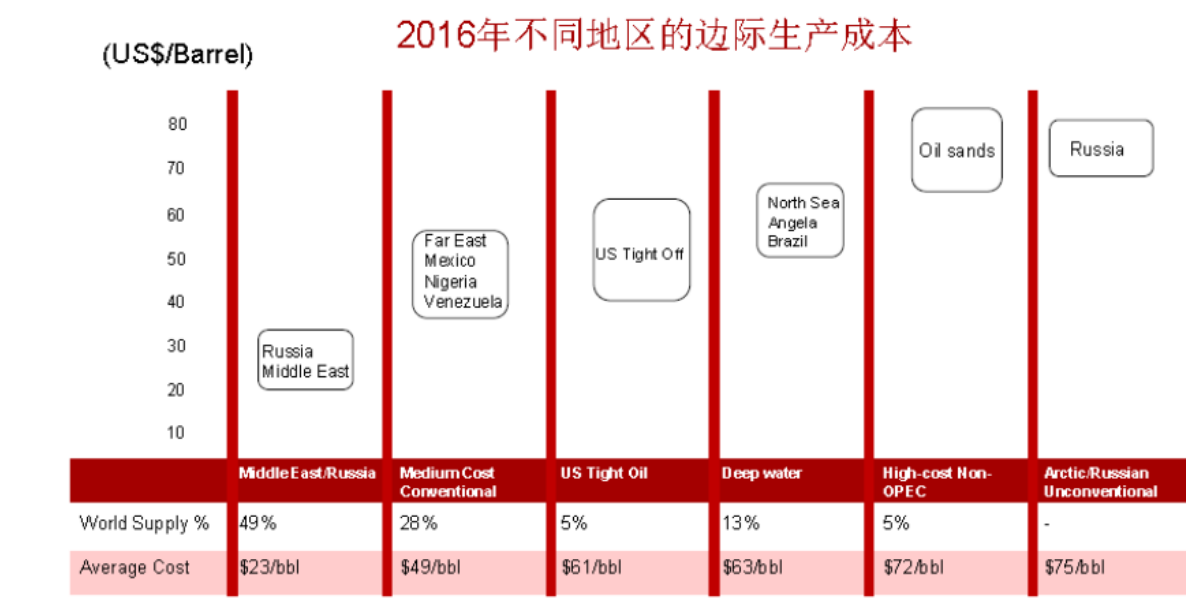 2016年不同地区的边际生产成本
(US$/Barrel)
80
70
60
50
40
30
20
10
Russia
Middle East
Far East
Mexico
Nigeria
Venezuela
US Tight Off
North Sea
Angela
Brazil
Oil sands
Russia
Middle East/Russia
Medium Cost
Conventional
US Tight Oil
Deep water
High-cost Non-
OPEC
Arctic/Russian
Unconventional
World Supply % 49% 28% 5% 13% 5% -
Average Cost $23/bbl $49/bbl $61/bbl $63/bbl $72/bbl $75/bbl